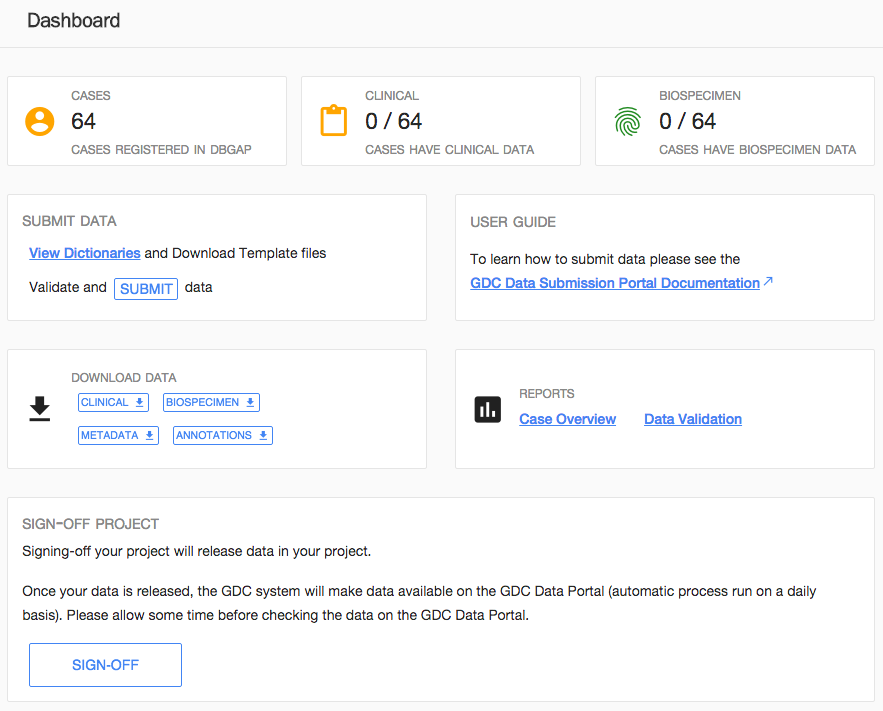 Dashboard
CASES
64
CASES REGISTERED IN DBGAP
CLINICAL
0 / 64
CASES HAVE CLINICAL DATA
BIOSPECIMEN
0 / 64
CASES HAVE BIOSPECIMEN DATA
SUBMIT DATA
View Dictionaries and Download Template files
Validate and SUBMIT data
USER GUIDE
To learn how to submit data please see the
GDC Data Submission Portal Documentation
DOWNLOAD DATA
CLINICAL BIOSPECIMEN
METADATA ANNOTATIONS
REPORTS
Case Overview Data Validation
SIGN-OFF PROJECT
Signing-off your project will release data in your project.
Once your data is released, the GDC system will make data available on the GDC Data Portal (automatic process run on a daily
basis). Please allow some time before checking the data on the GDC Data Portal.
SIGN-OFF